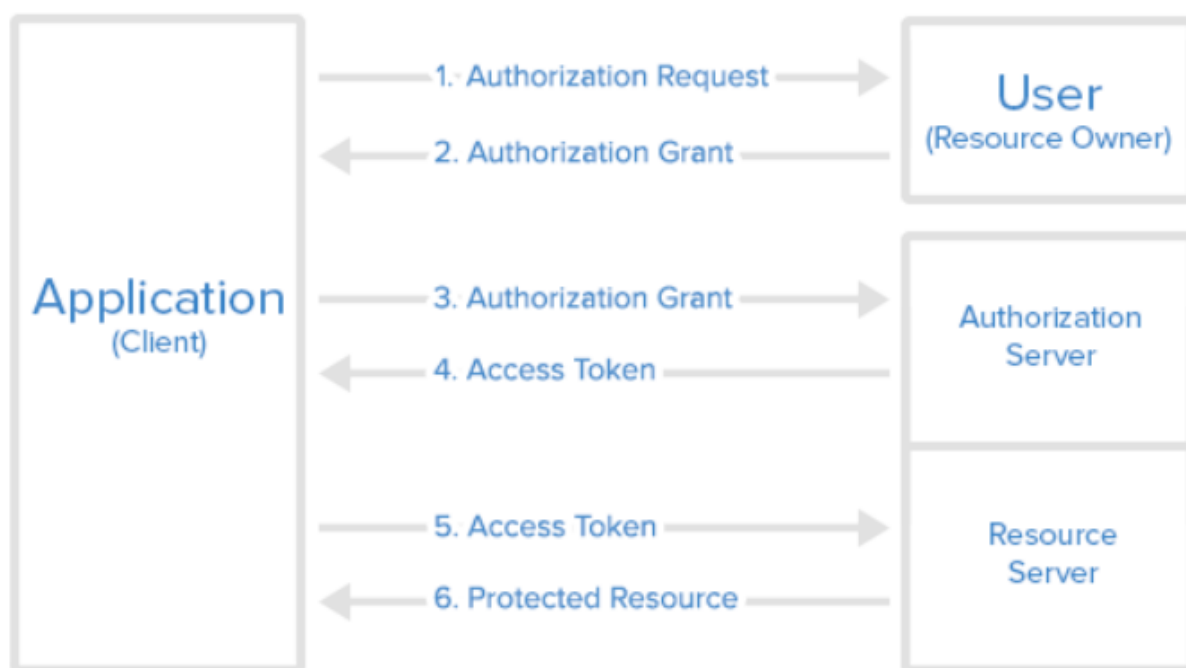 1. Authorization Request
User
(Resource Owner)
2. Authorization Grant
Application
(Client)
3. Authorization Grant
Authorization
Server
4. Access Token
5. Access Token
Resource
Server
6. Protected Resource